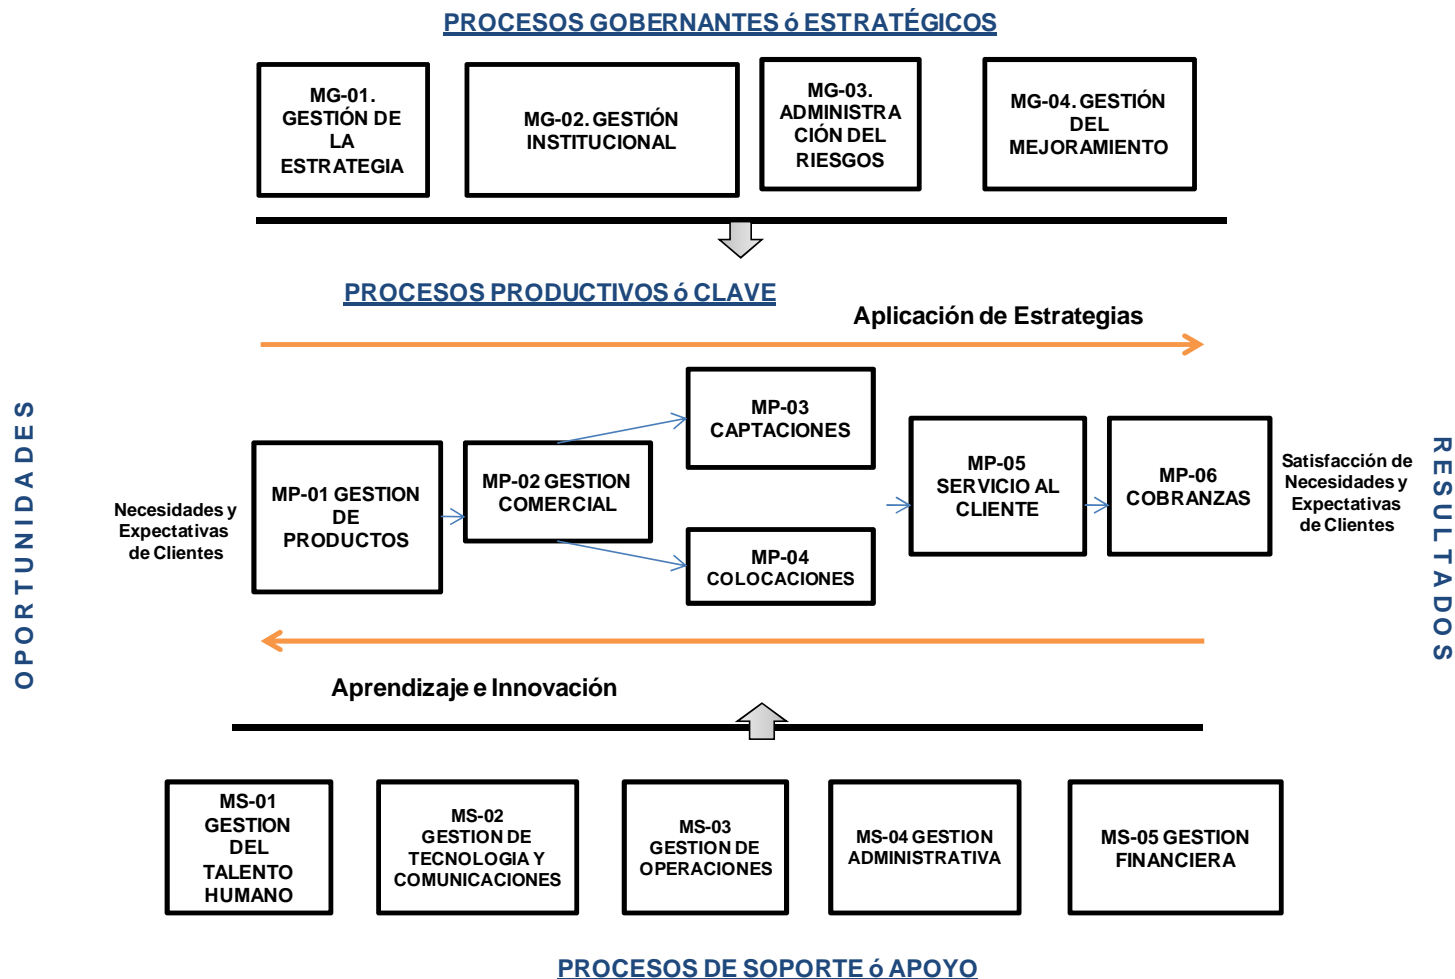 PROCESOS GOBERNANTES ó ESTRATÉGICOS
MG-01.
GESTIÓN DE
LA
ESTRATEGIA
MG-02. GESTIÓN
INSTITUCIONAL
MG-03.
ADMINISTRA
CIÓN DEL
RIESGOS
MG-04. GESTIÓN
DEL
MEJORAMIENTO
PROCESOS PRODUCTIVOS ó CLAVE
Aplicación de Estrategias
OPORTUNIDADES
Necesidades y
Expectativas
de Clientes
MP-01 GESTION
DE
PRODUCTOS
MP-02 GESTION
COMERCIAL
MP-03
CAPTACIONES
MP-04
COLOCACIONES
MP-05
SERVICIO AL
CLIENTE
MP-06
COBRANZAS
Satisfacción de
Necesidades y
Expectativas
de Clientes
RESULTADOS
Aprendizaje e Innovación
MS-01
GESTION
DEL
TALENTO
HUMANO
MS-02
GESTION DE
TECNOLOGIA Y
COMUNICACIONES
MS-03
GESTION DE
OPERACIONES
MS-04 GESTION
ADMINISTRATIVA
MS-05 GESTION
FINANCIERA
PROCESOS DE SOPORTE ó APOYO